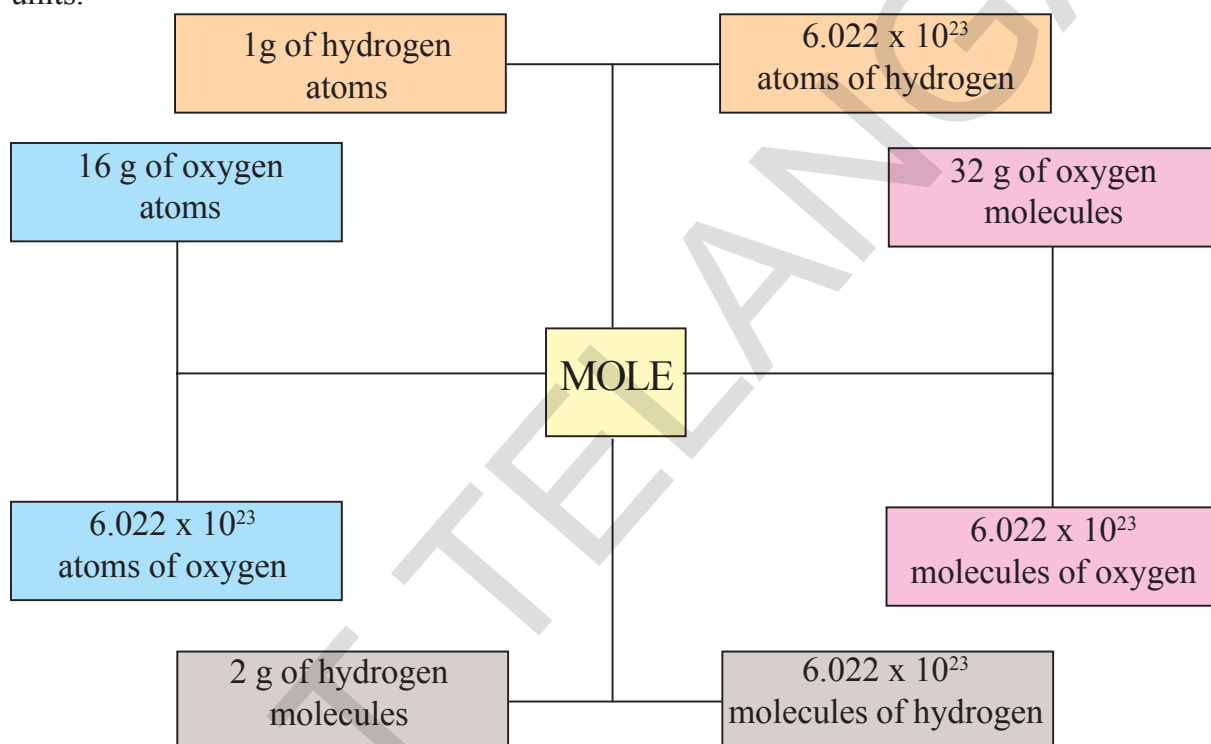 units.
1g of hydrogen
atoms
6.022 x 10²³
atoms of hydrogen
16 g of oxygen
atoms
32 g of oxygen
molecules
MOLE
6.022 x 10²³
atoms of oxygen
6.022 x 10²³
molecules of oxygen
2 g of hydrogen
molecules
6.022 x 10²³
molecules of hydrogen
T TELANGA